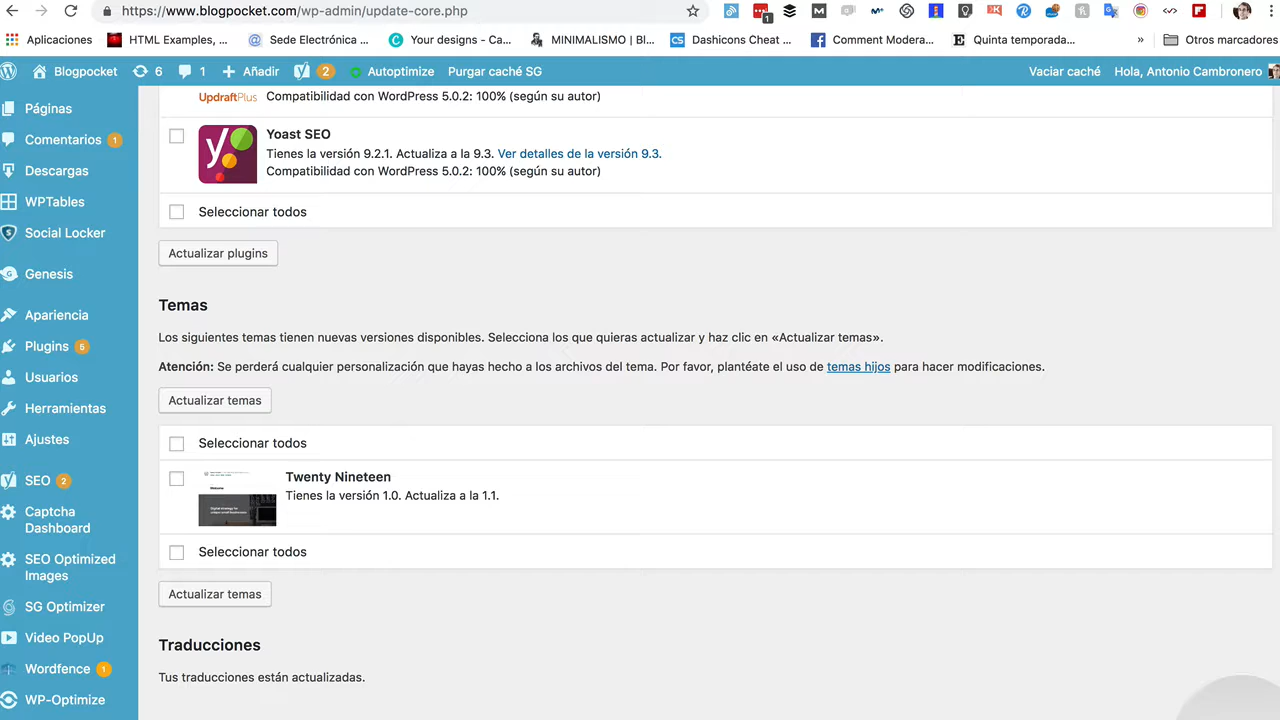 https://www.blogpocket.com/wp-admin/update-core.php
1
Aplicaciones
HTML Examples, ...
Sede Electrónica ...
Your designs - Ca...
MINIMALISMO | Bl...
Dashicons Cheat ...
Comment Modera...
Quinta temporada...
»
Otros marcadores
Blogpocket
6
1
Añadir
2
Autoptimize
Purgar caché SG
Vaciar caché
Hola, Antonio Cambronero
Páginas
Comentarios 1
Descargas
WPTables
Social Locker
Genesis
Apariencia
Plugins 5
Usuarios
Herramientas
Ajustes
SEO 2
Captcha
Dashboard
SEO Optimized
Images
SG Optimizer
Video PopUp
Wordfence 1
WP-Optimize
UpdraftPlus
Compatibilidad con WordPress 5.0.2: 100% (según su autor)
Yoast SEO
Tienes la versión 9.2.1. Actualiza a la 9.3. Ver detalles de la versión 9.3.
Compatibilidad con WordPress 5.0.2: 100% (según su autor)
Seleccionar todos
Actualizar plugins
Temas
Los siguientes temas tienen nuevas versiones disponibles. Selecciona los que quieras actualizar y haz clic en «Actualizar temas».
Atención: Se perderá cualquier personalización que hayas hecho a los archivos del tema. Por favor, plantéate el uso de temas hijos para hacer modificaciones.
Actualizar temas
Seleccionar todos
Twenty Nineteen
Tienes la versión 1.0. Actualiza a la 1.1.
Seleccionar todos
Actualizar temas
Traducciones
Tus traducciones están actualizadas.